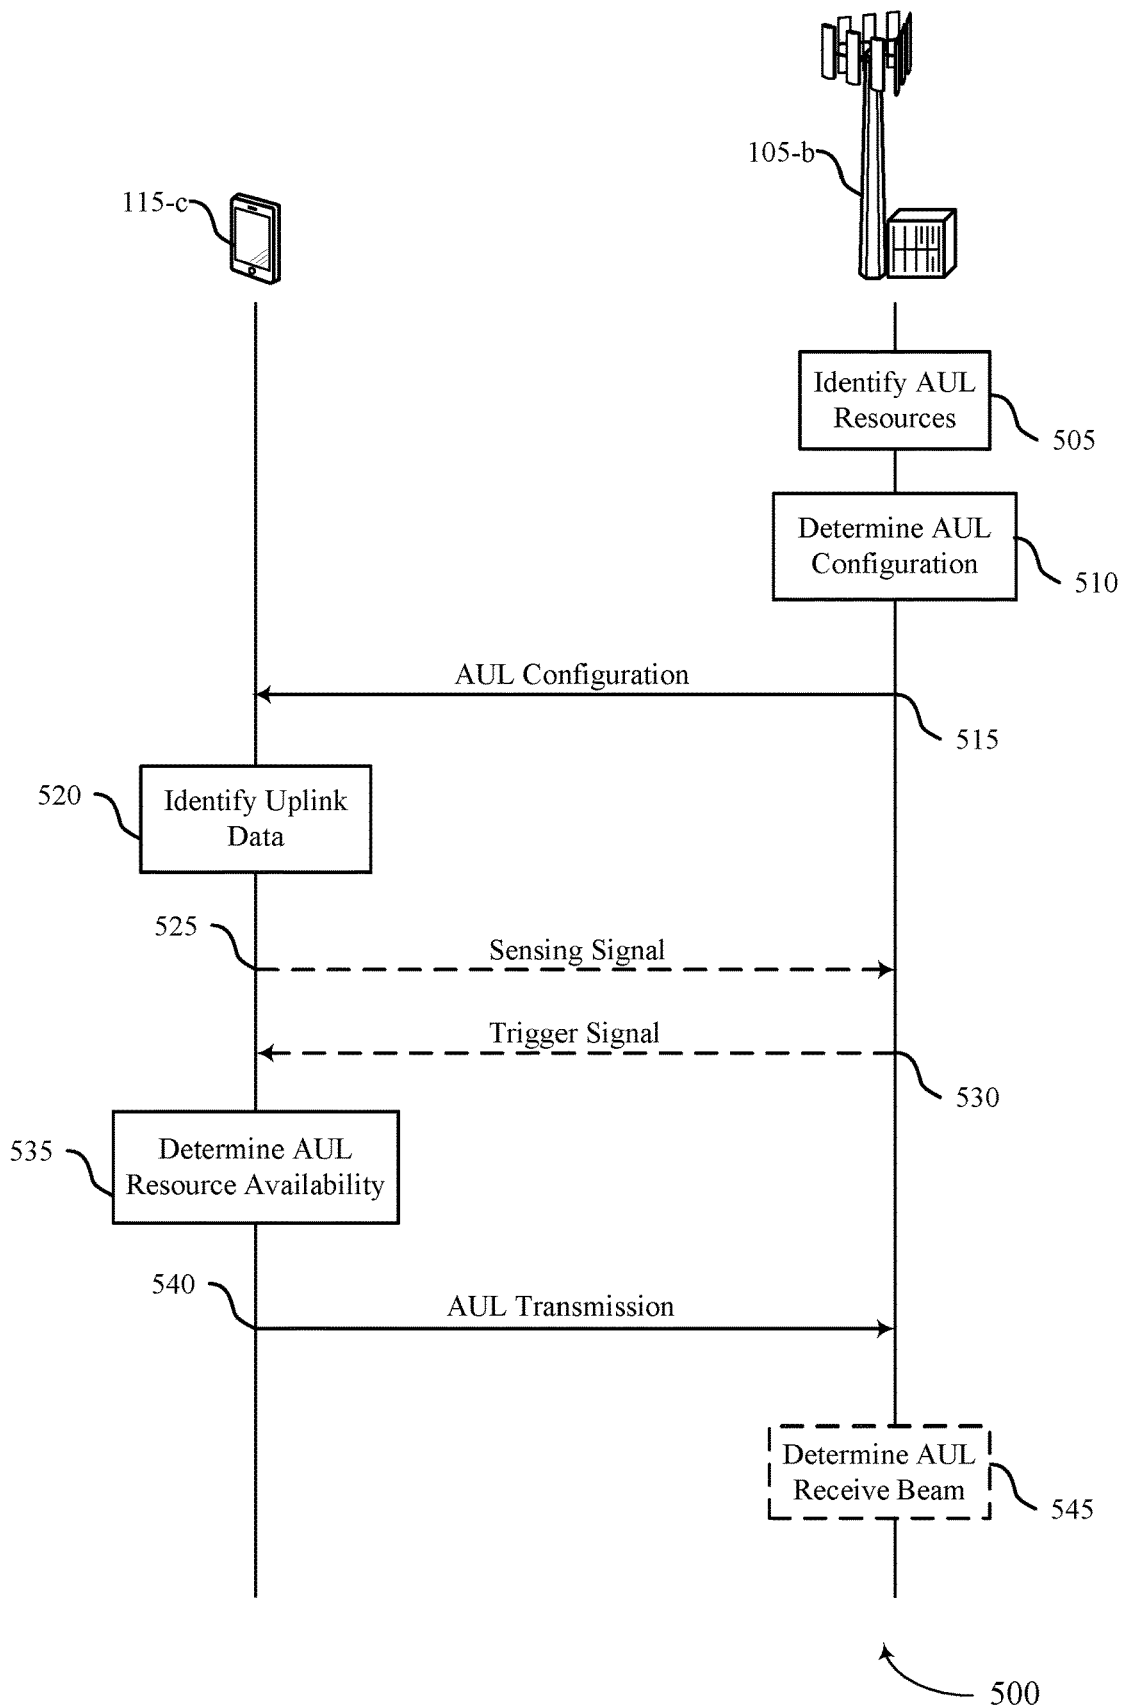 105-b
115-c
Identify AUL
Resources
505
Determine AUL
Configuration
510
AUL Configuration
515
520
Identify Uplink
Data
525
Sensing Signal
Trigger Signal
530
535
Determine AUL
Resource Availability
540
AUL Transmission
Determine AUL
Receive Beam
545
500